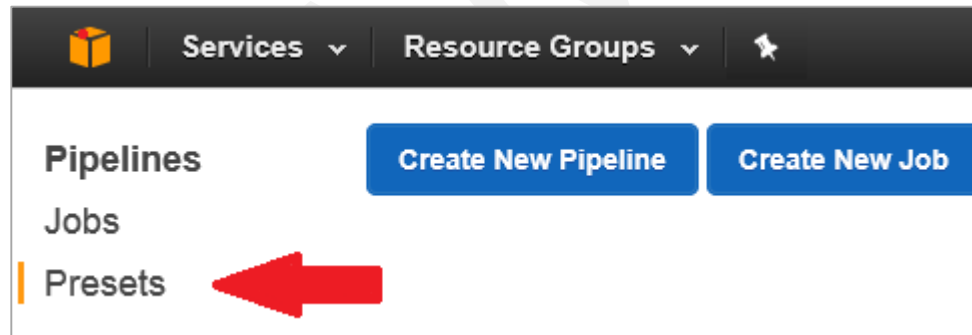 Services Resource Groups
Pipelines Create New Pipeline Create New Job
Jobs
Presets